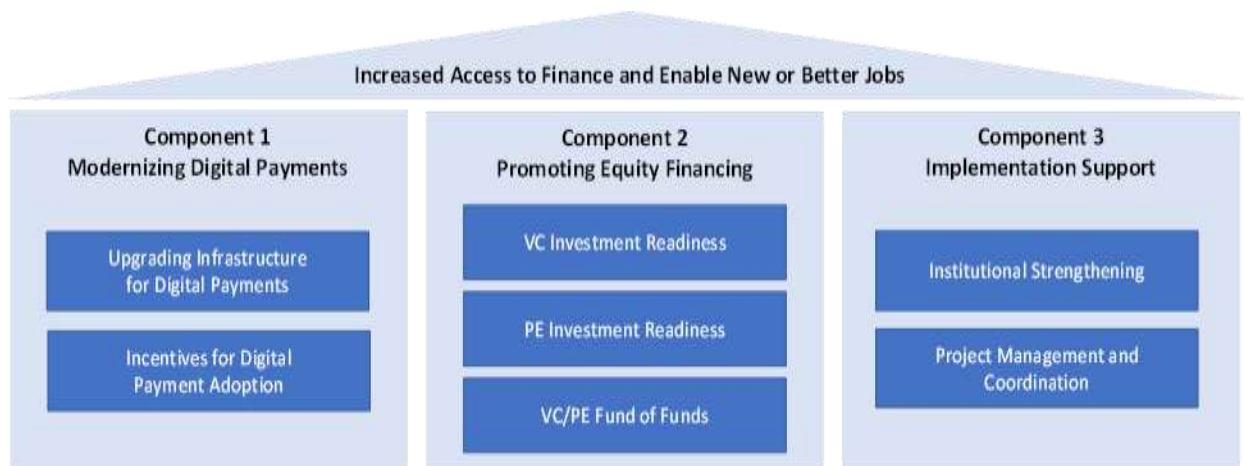 Increased Access to Finance and Enable New or Better Jobs
Component 1
Modernizing Digital Payments
Upgrading Infrastructure
for Digital Payments
Incentives for Digital
Payment Adoption
Component 2
Promoting Equity Financing
VC Investment Readiness
PE Investment Readiness
VC/PE Fund of Funds
Component 3
Implementation Support
Institutional Strengthening
Project Management and
Coordination